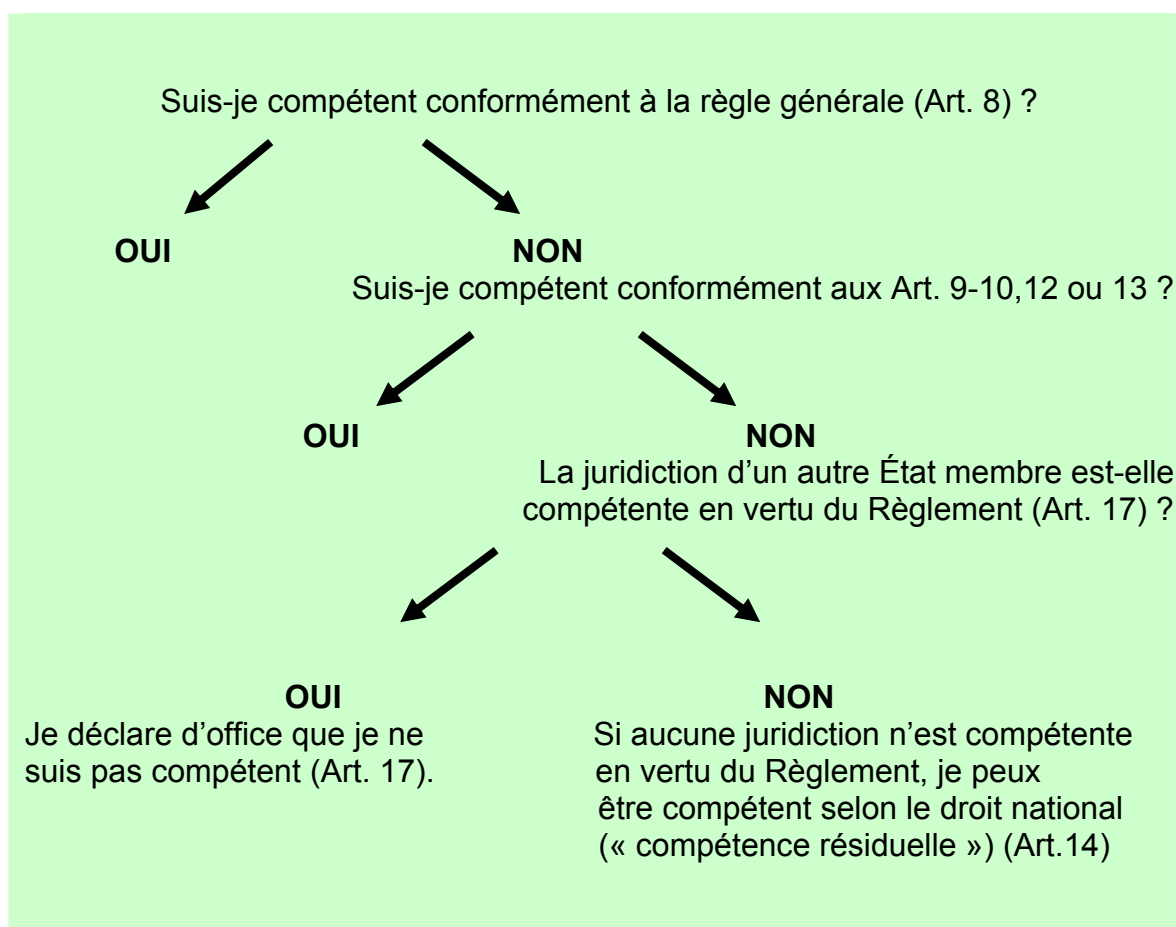 Suis-je compétent conformément à la règle générale (Art. 8) ?
OUI NON
Suis-je compétent conformément aux Art. 9-10,12 ou 13 ?
OUI NON
La juridiction d’un autre État membre est-elle
compétente en vertu du Règlement (Art. 17) ?
OUI NON
Je déclare d’office que je ne
suis pas compétent (Art. 17).
Si aucune juridiction n’est compétente
en vertu du Règlement, je peux
être compétent selon le droit national
(« compétence résiduelle ») (Art.14)